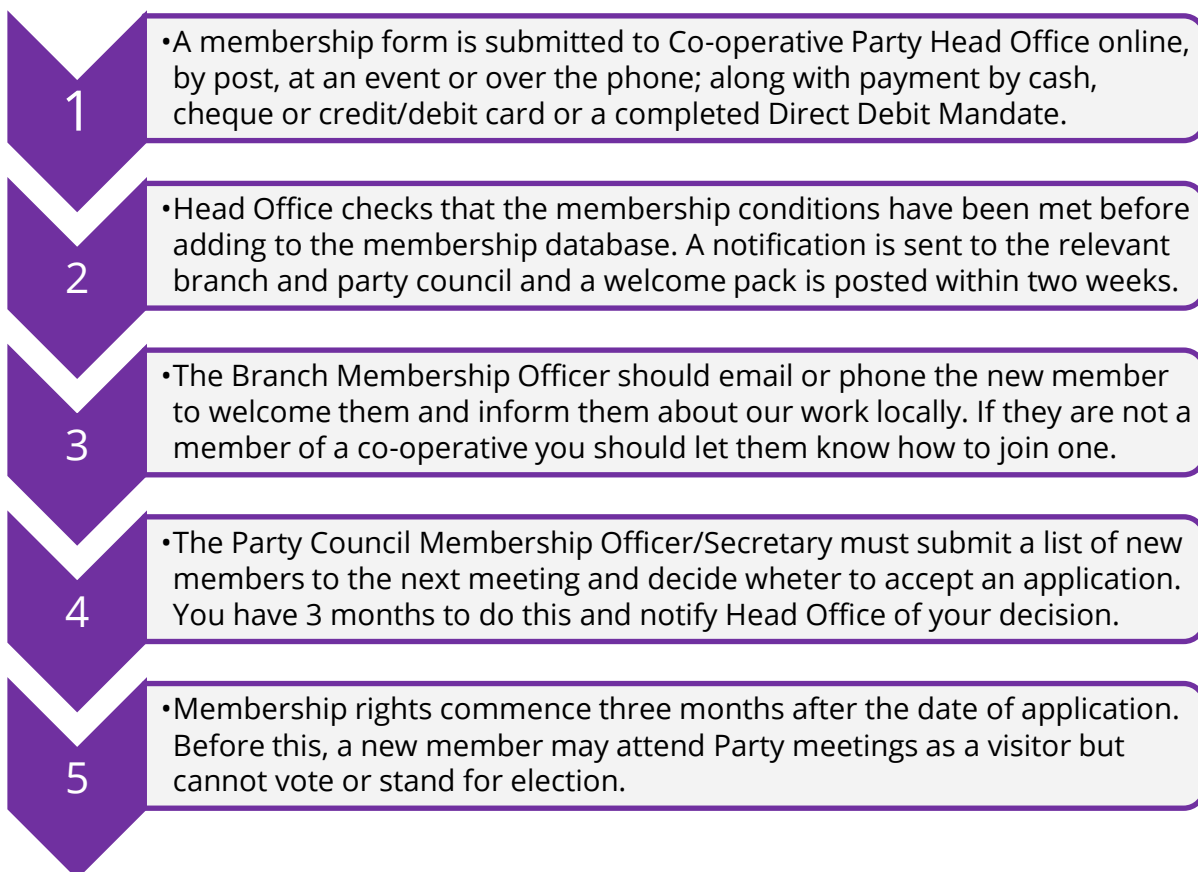 1
•A membership form is submitted to Co-operative Party Head Office online,
by post, at an event or over the phone; along with payment by cash,
cheque or credit/debit card or a completed Direct Debit Mandate.
2
•Head Office checks that the membership conditions have been met before
adding to the membership database. A notification is sent to the relevant
branch and party council and a welcome pack is posted within two weeks.
3
•The Branch Membership Officer should email or phone the new member
to welcome them and inform them about our work locally. If they are not a
member of a co-operative you should let them know how to join one.
4
•The Party Council Membership Officer/Secretary must submit a list of new
members to the next meeting and decide wheter to accept an application.
You have 3 months to do this and notify Head Office of your decision.
5
•Membership rights commence three months after the date of application.
Before this, a new member may attend Party meetings as a visitor but
cannot vote or stand for election.